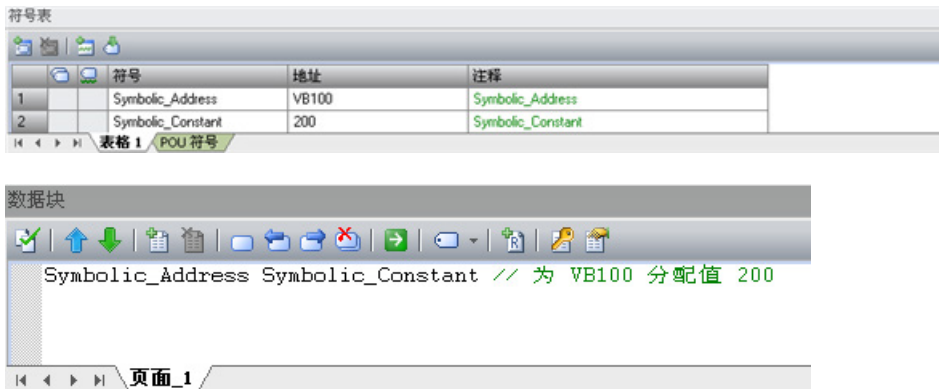 符号表
符号 地址 注释
1 Symbolic_Address VB100 Symbolic_Address
2 Symbolic_Constant 200 Symbolic_Constant
表格 1 POU 符号
数据块
Symbolic_Address Symbolic_Constant // 为 VB100 分配值 200
页面_1